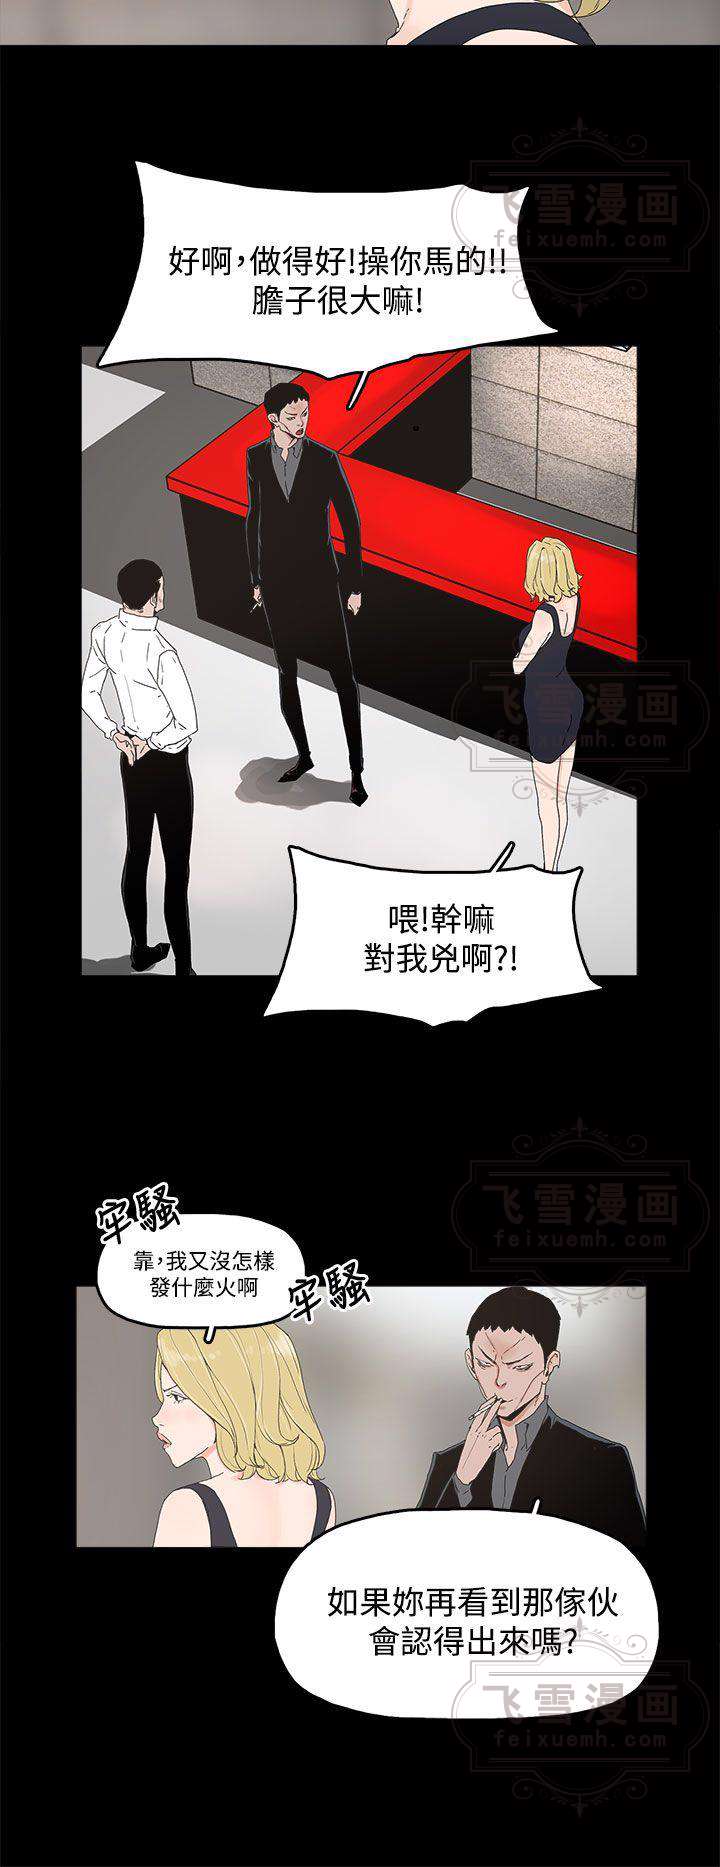 飞雪漫画
feixuemh.com
好啊,做得好!操你馬的!!
膽子很大嘛!
飞雪漫画
feixuemh.com
喂!幹嘛
對我兇啊?!
飞雪漫画
feixuemh.com
牢騷
靠,我又沒怎樣
發什麼火啊
牢騷
如果妳再看到那傢伙
會認得出來嗎?
飞雪漫画
feixuemh.com